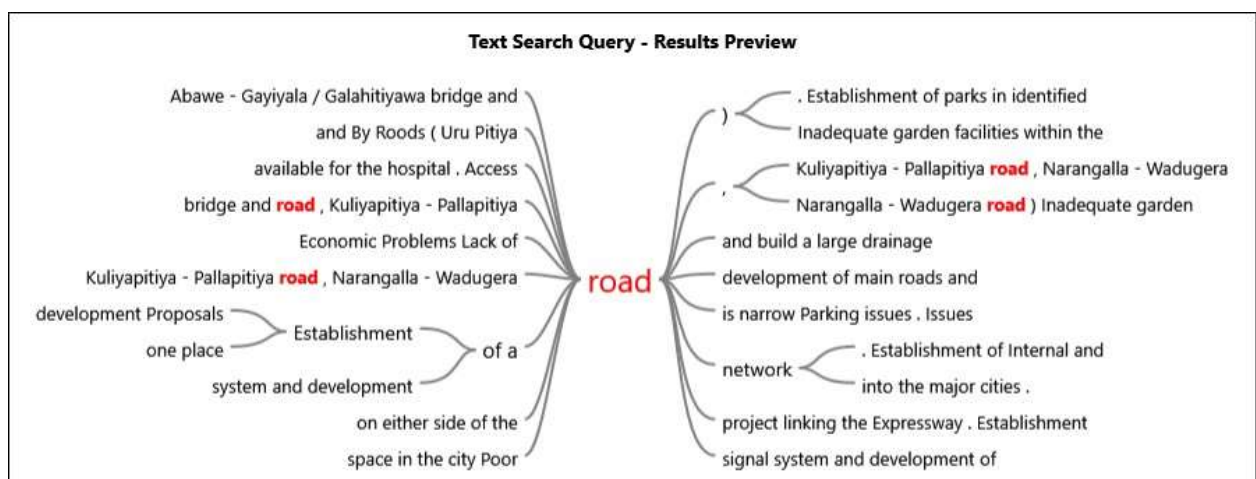 Text Search Query - Results Preview
Abawe - Gayiyala / Galahitiyawa bridge and
and By Roods ( Uru Pitiya
available for the hospital . Access
bridge and road , Kuliyapitiya - Pallapitiya
Economic Problems Lack of
Kuliyapitiya - Pallapitiya road , Narangalla - Wadugera
development Proposals
one place
Establishment
system and development
of a
on either side of the
space in the city Poor
road
)
. Establishment of parks in identified
Inadequate garden facilities within the
,
Kuliyapitiya - Pallapitiya road , Narangalla - Wadugera
Narangalla - Wadugera road ) Inadequate garden
and build a large drainage
development of main roads and
is narrow Parking issues . Issues
network
. Establishment of Internal and
into the major cities .
project linking the Expressway . Establishment
signal system and development of